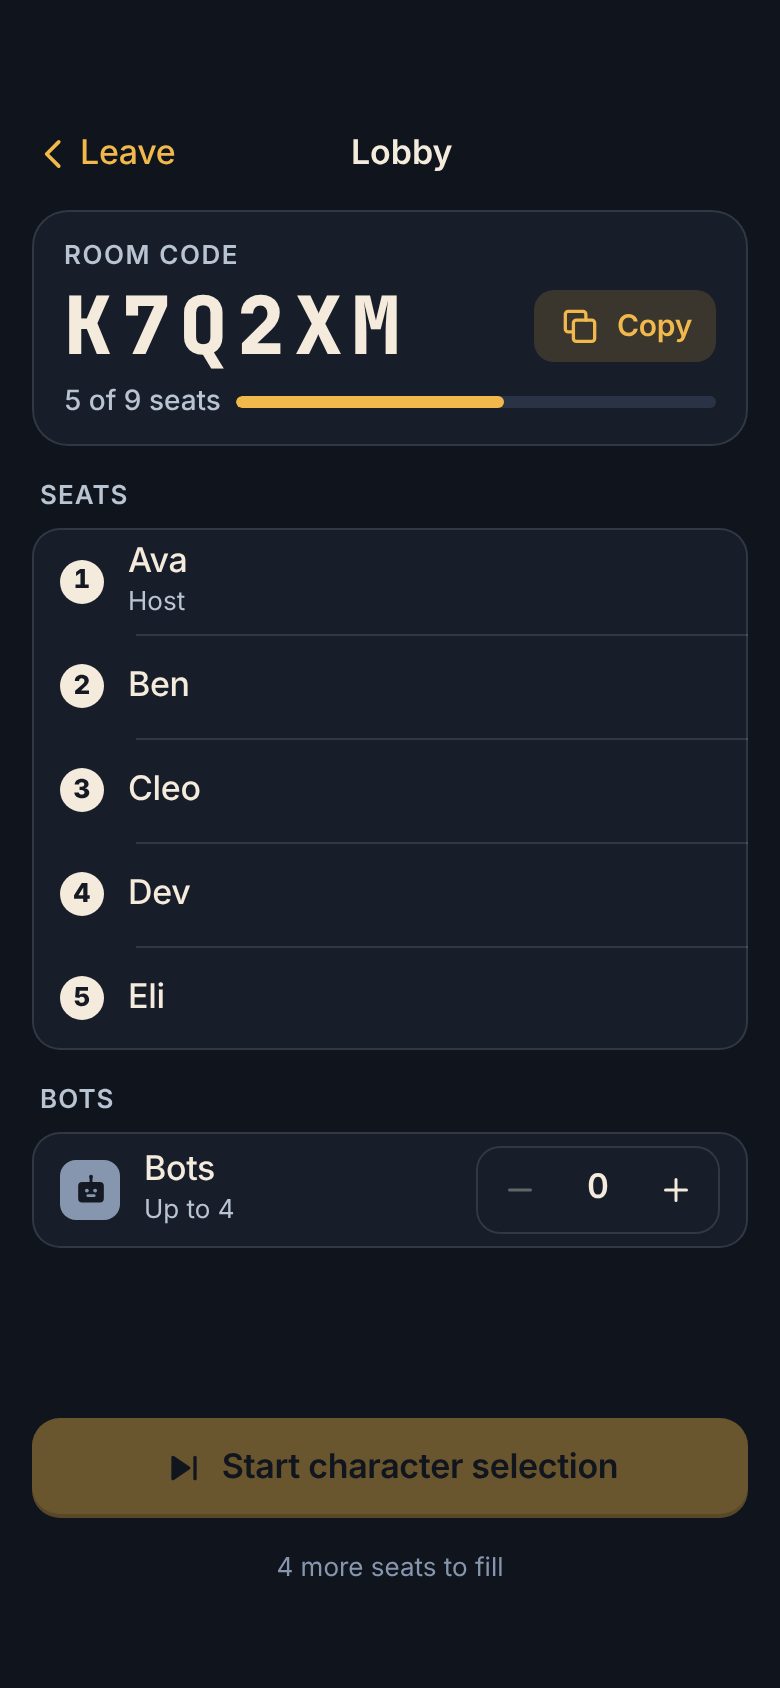 Leave
Lobby
ROOM CODE
K7Q2XM
Copy
5 of 9 seats
SEATS
1
Ava
Host
2
Ben
3
Cleo
4
Dev
5
Eli
BOTS
Bots
Up to 4
0
Start character selection
4 more seats to fill